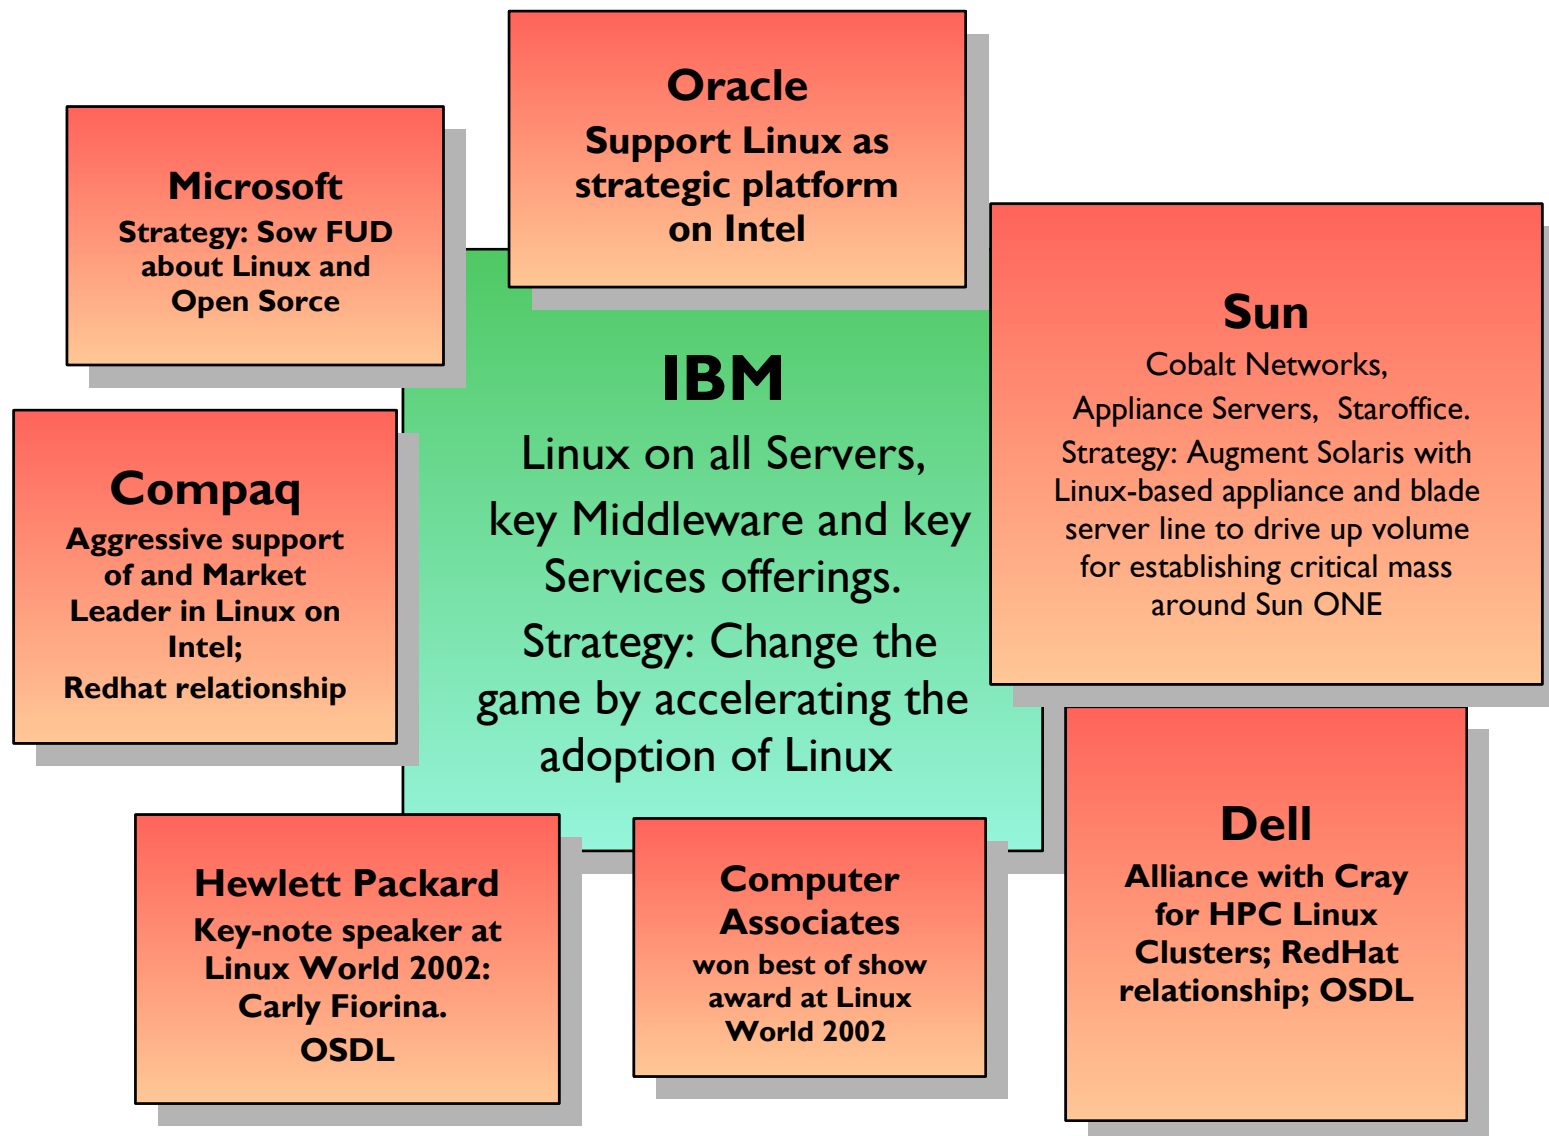 Oracle
Support Linux as
strategic platform
on Intel
Microsoft
Strategy: Sow FUD
about Linux and
Open Sorce
Sun
Cobalt Networks,
Appliance Servers, Staroffice.
Strategy: Augment Solaris with
Linux-based appliance and blade
server line to drive up volume
for establishing critical mass
around Sun ONE
IBM
Linux on all Servers,
key Middleware and key
Services offerings.
Strategy: Change the
game by accelerating the
adoption of Linux
Compaq
Aggressive support
of and Market
Leader in Linux on
Intel;
Redhat relationship
Hewlett Packard
Key-note speaker at
Linux World 2002:
Carly Fiorina.
OSDL
Computer
Associates
won best of show
award at Linux
World 2002
Dell
Alliance with Cray
for HPC Linux
Clusters; RedHat
relationship; OSDL